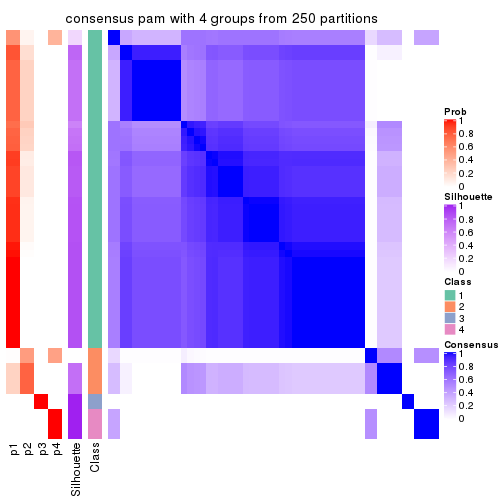 consensus pam with 4 groups from 250 partitions
Prob
1
0.8
0.6
0.4
0.2
0
Silhouette
1
0.8
0.6
0.4
0.2
0
Class
1
2
3
4
Consensus
1
0.8
0.6
0.4
0.2
0
p1
p2
p3
p4
Silhouette
Class